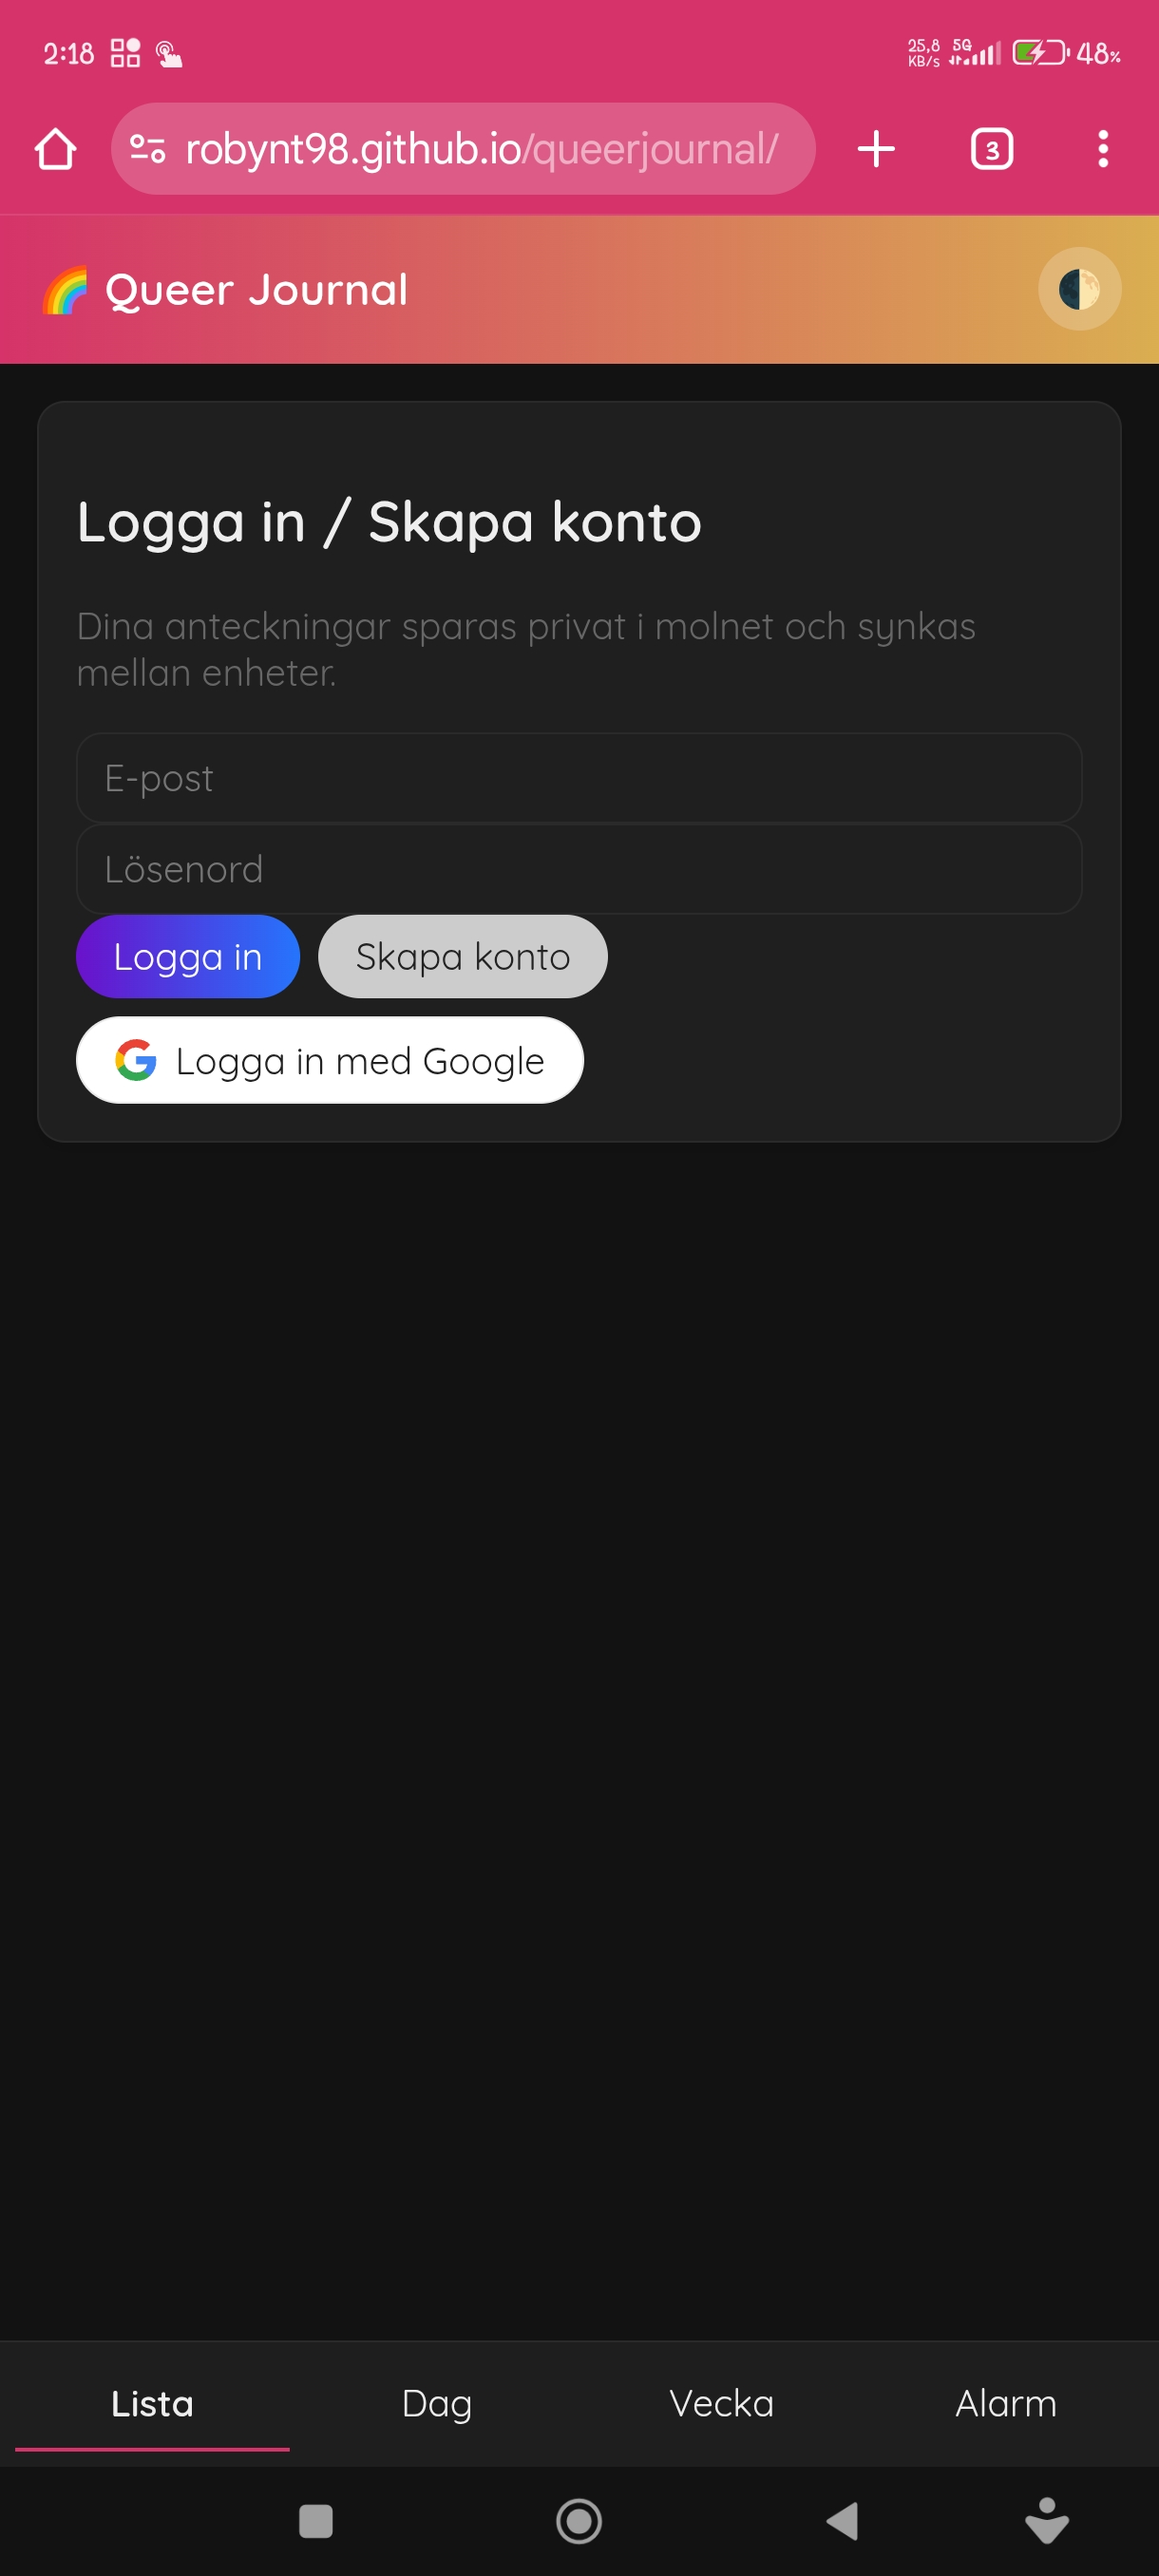 2:18
25,8 KB/s 5G 48%
robynt98.github.io/queerjournal/
3
Queer Journal
Logga in / Skapa konto
Dina anteckningar sparas privat i molnet och synkas
mellan enheter.
E-post
Lösenord
Logga in Skapa konto
Logga in med Google
Lista Dag Vecka Alarm